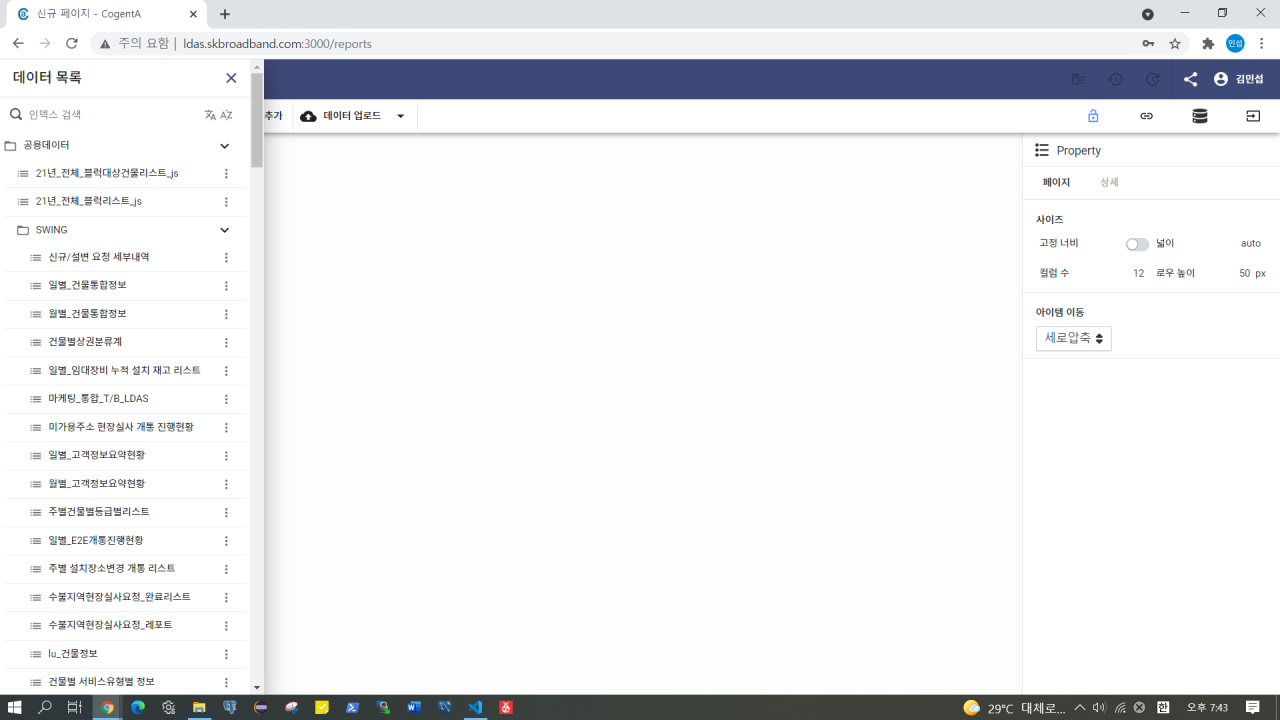 신규 페이지 - CogentA
주의 요함 | ldas.skbroadband.com:3000/reports
민섭
데이터 목록
김민섭
인덱스 검색
추가
데이터 업로드
공용데이터
21년_전체_블럭대상건물리스트_js
21년_전체_블럭리스트_js
SWING
신규/설변 요청 세부내역
일별_건물통합정보
월별_건물통합정보
건물별상권분류계
일별_임대장비 누적 설치 재고 리스트
마케팅_통합_T/B_LDAS
미가용주소 현장실사 개통 진행현황
일별_고객정보요약현황
월별_고객정보요약현황
주별건물별등급별리스트
일별_E2E개통진행현황
주별 설치장소변경 개통 리스트
수불지역현장실사요청_완료리스트
수불지역현장실사요청_레포트
lu_건물정보
건물별 서비스유형별 정보
Property
페이지 상세
사이즈
고정 너비 넓이 auto
컬럼 수 12 로우 높이 50 px
아이템 이동
세로압축
29°C 대체로... 한 오후 7:43